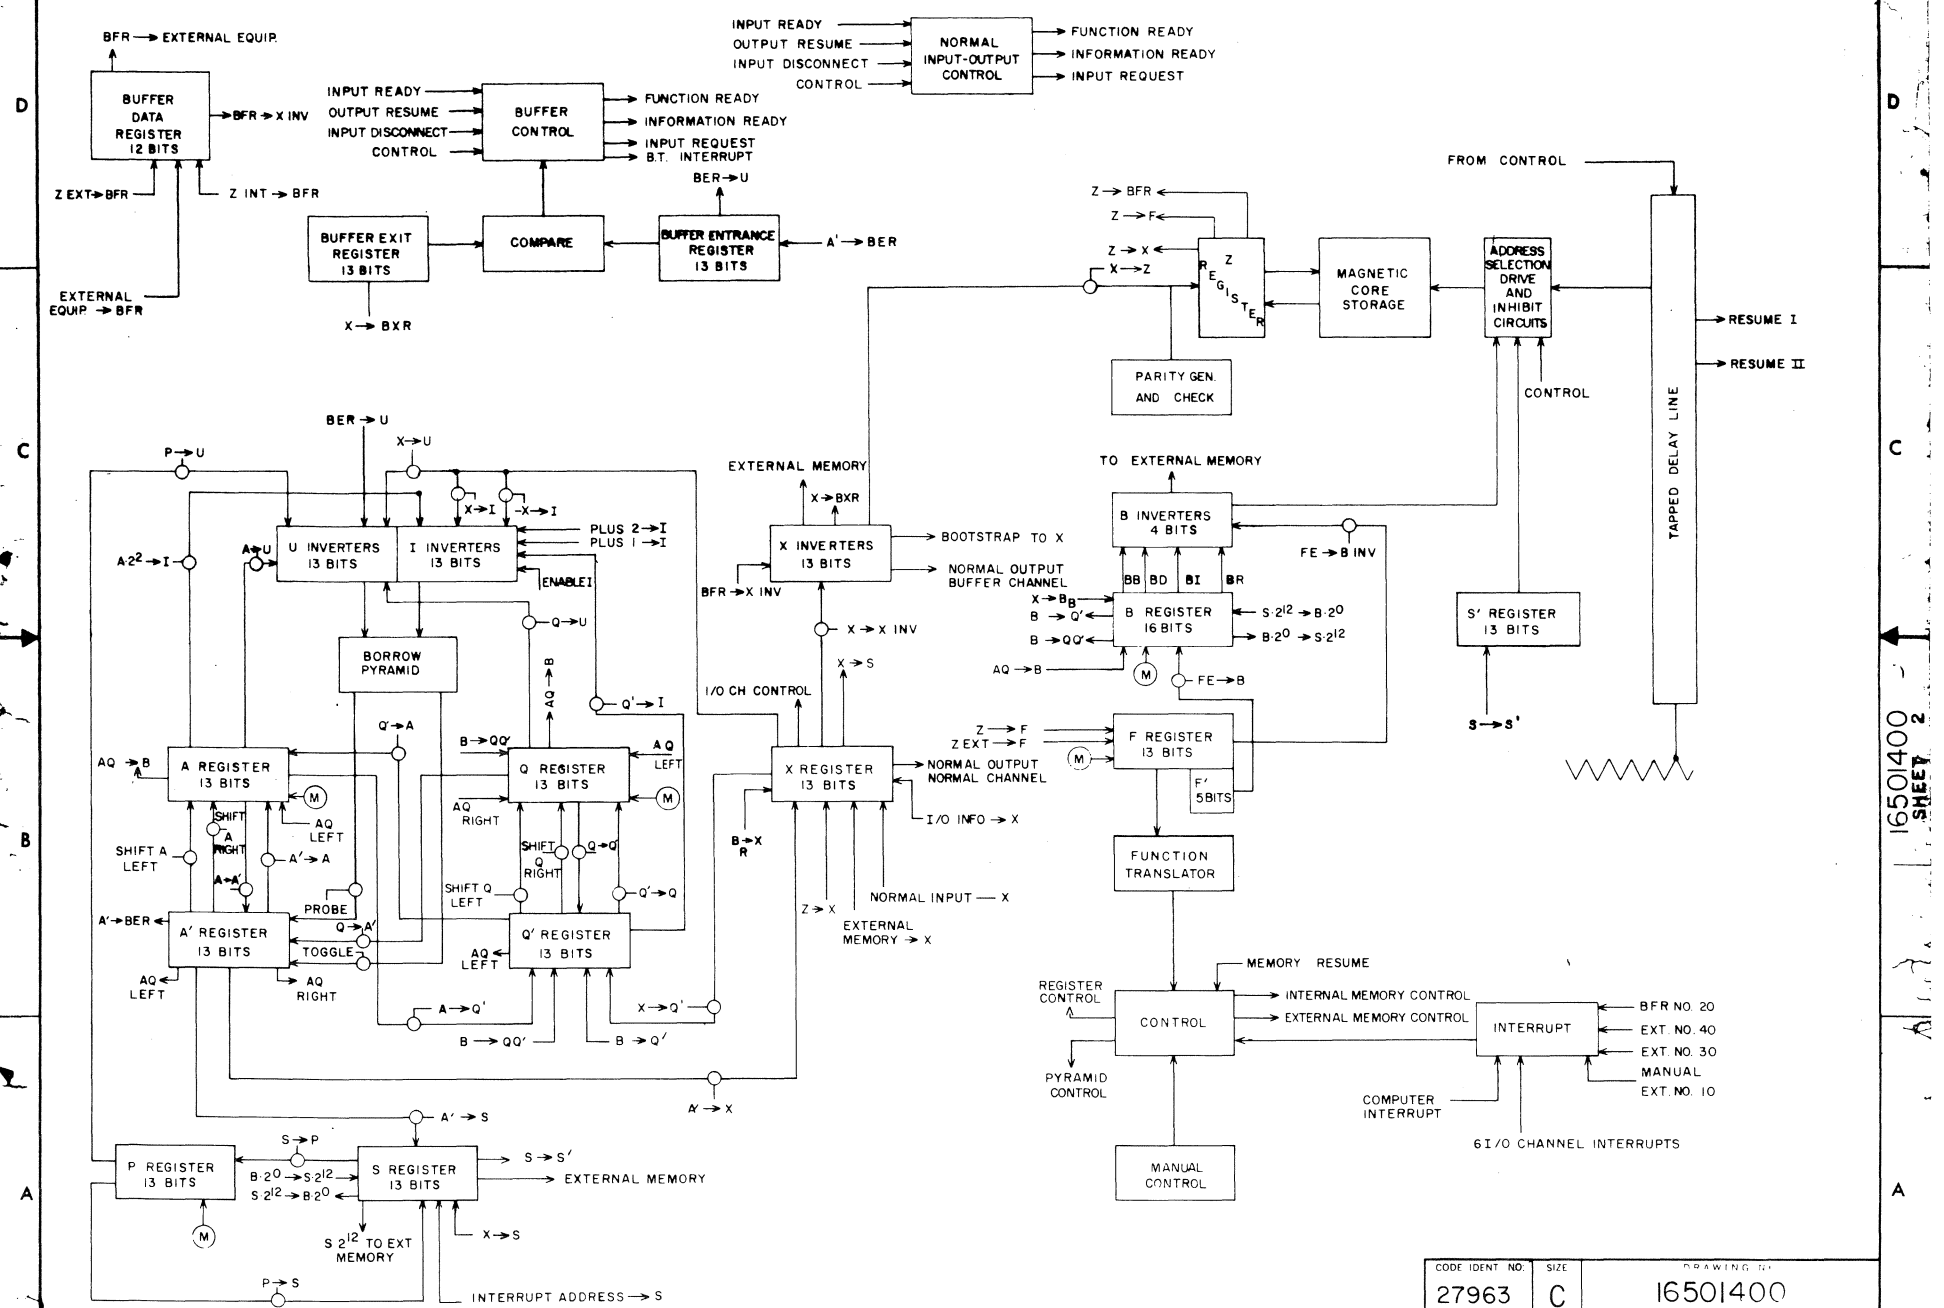 D
BFR → EXTERNAL EQUIP.
BUFFER
DATA
REGISTER
12 BITS
BFR → X INV
Z EXT → BFR
Z INT → BFR
EXTERNAL
EQUIP. → BFR
INPUT READY
OUTPUT RESUME
INPUT DISCONNECT
CONTROL
BUFFER
CONTROL
FUNCTION READY
INFORMATION READY
INPUT REQUEST
B.T. INTERRUPT
BER → U
BUFFER EXIT
REGISTER
13 BITS
COMPARE
BUFFER ENTRANCE
REGISTER
13 BITS
A' → BER
X → BXR
INPUT READY
OUTPUT RESUME
INPUT DISCONNECT
CONTROL
NORMAL
INPUT-OUTPUT
CONTROL
FUNCTION READY
INFORMATION READY
INPUT REQUEST
D
FROM CONTROL
Z → BFR
Z → F
Z → X
X → Z
Z
REGISTER
MAGNETIC
CORE
STORAGE
ADDRESS
SELECTION
DRIVE
AND
INHIBIT
CIRCUITS
CONTROL
TAPPED DELAY LINE
RESUME I
RESUME II
PARITY GEN.
AND CHECK
C
C
BER → U
P → U
X → U
X → I
-X → I
A·2² → I
A → U
U INVERTERS
13 BITS
I INVERTERS
13 BITS
PLUS 2 → I
PLUS 1 → I
ENABLE I
Q → U
BORROW
PYRAMID
Q' → I
AQ → B
Q' → A
EXTERNAL MEMORY
X → BXR
X INVERTERS
13 BITS
BOOTSTRAP TO X
NORMAL OUTPUT
BUFFER CHANNEL
BFR → X INV
X → X INV
X → S
I/O CH CONTROL
TO EXTERNAL MEMORY
B INVERTERS
4 BITS
FE → B INV
BB
BD
BI
BR
X → BB
B → Q'
B → QQ'
B REGISTER
16 BITS
S·2¹² → B·2⁰
B·2⁰ → S·2¹²
AQ → B
M
FE → B
S' REGISTER
13 BITS
S → S'
16501400
SHEET 2
AQ → B
A REGISTER
13 BITS
M
AQ
LEFT
B → QQ'
Q REGISTER
13 BITS
AQ
LEFT
AQ
RIGHT
M
X REGISTER
13 BITS
NORMAL OUTPUT
NORMAL CHANNEL
I/O INFO → X
B → X
R
NORMAL INPUT — X
Z → X
EXTERNAL
MEMORY → X
Z → F
Z EXT → F
M
F REGISTER
13 BITS
F'
5 BITS
B
B
SHIFT
A
RIGHT
SHIFT A
LEFT
A' → A
A → A'
PROBE
SHIFT
Q
RIGHT
Q → Q'
SHIFT Q
LEFT
Q' → Q
A' → BER
A' REGISTER
13 BITS
Q → A'
TOGGLE
AQ
LEFT
AQ
RIGHT
Q' REGISTER
13 BITS
AQ
LEFT
A → Q'
X → Q'
B → QQ'
B → Q'
A' → X
A' → S
FUNCTION
TRANSLATOR
MEMORY RESUME
REGISTER
CONTROL
CONTROL
INTERNAL MEMORY CONTROL
EXTERNAL MEMORY CONTROL
PYRAMID
CONTROL
INTERRUPT
BFR NO. 20
EXT. NO. 40
EXT. NO. 30
MANUAL
EXT. NO. 10
COMPUTER
INTERRUPT
6 I/O CHANNEL INTERRUPTS
MANUAL
CONTROL
A
A
P REGISTER
13 BITS
M
S → P
B·2⁰ → S·2¹²
S·2¹² → B·2⁰
S REGISTER
13 BITS
S → S'
EXTERNAL MEMORY
S 2¹² TO EXT
MEMORY
X → S
P → S
INTERRUPT ADDRESS → S
CODE IDENT NO.
27963
SIZE
C
DRAWING
16501400